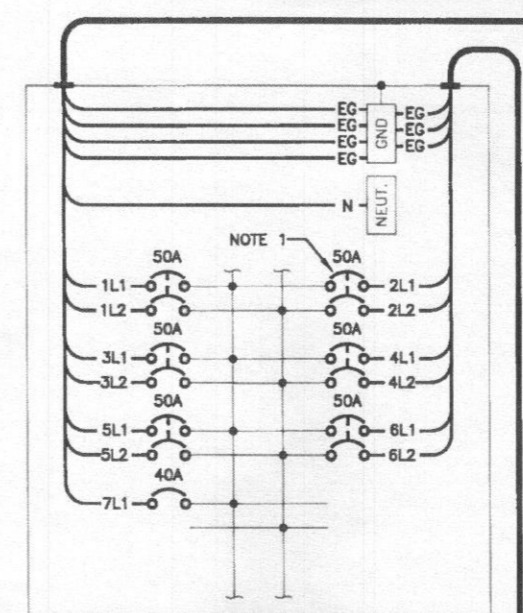 EG
EG
EG
EG
GND
EG
EG
EG
N
NEUT.
NOTE 1
50A
50A
1L1
2L1
1L2
2L2
50A
50A
3L1
4L1
3L2
4L2
50A
50A
5L1
6L1
5L2
6L2
40A
7L1